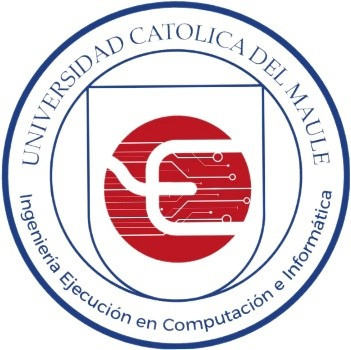 UNIVERSIDAD CATOLICA DEL MAULE
Ingeniería Ejecución en Computación e Informática